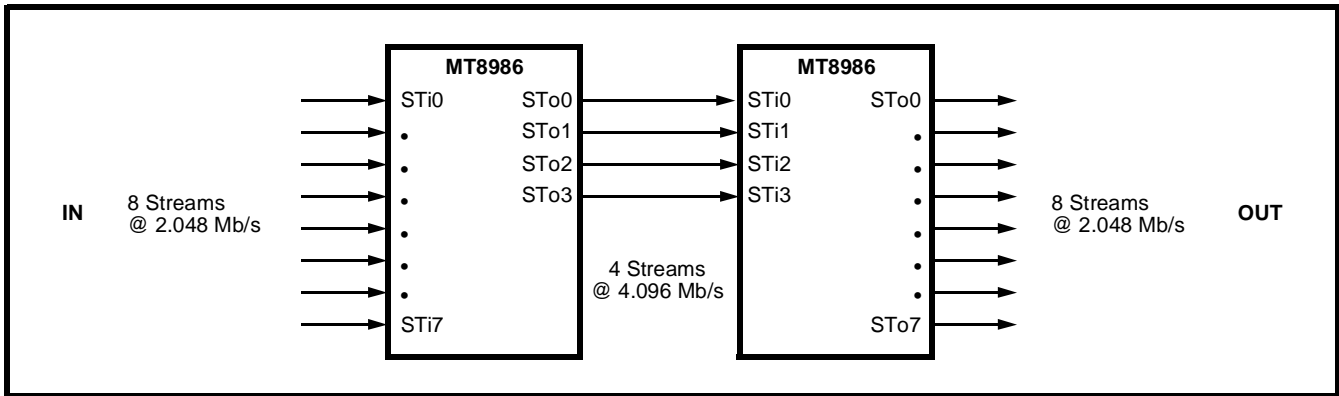 MT8986
MT8986
STi0
STo0
STi0
STo0
STo1
STi1
STo2
STi2
STo3
STi3
IN
8 Streams
@ 2.048 Mb/s
8 Streams
@ 2.048 Mb/s
OUT
4 Streams
@ 4.096 Mb/s
STi7
STo7